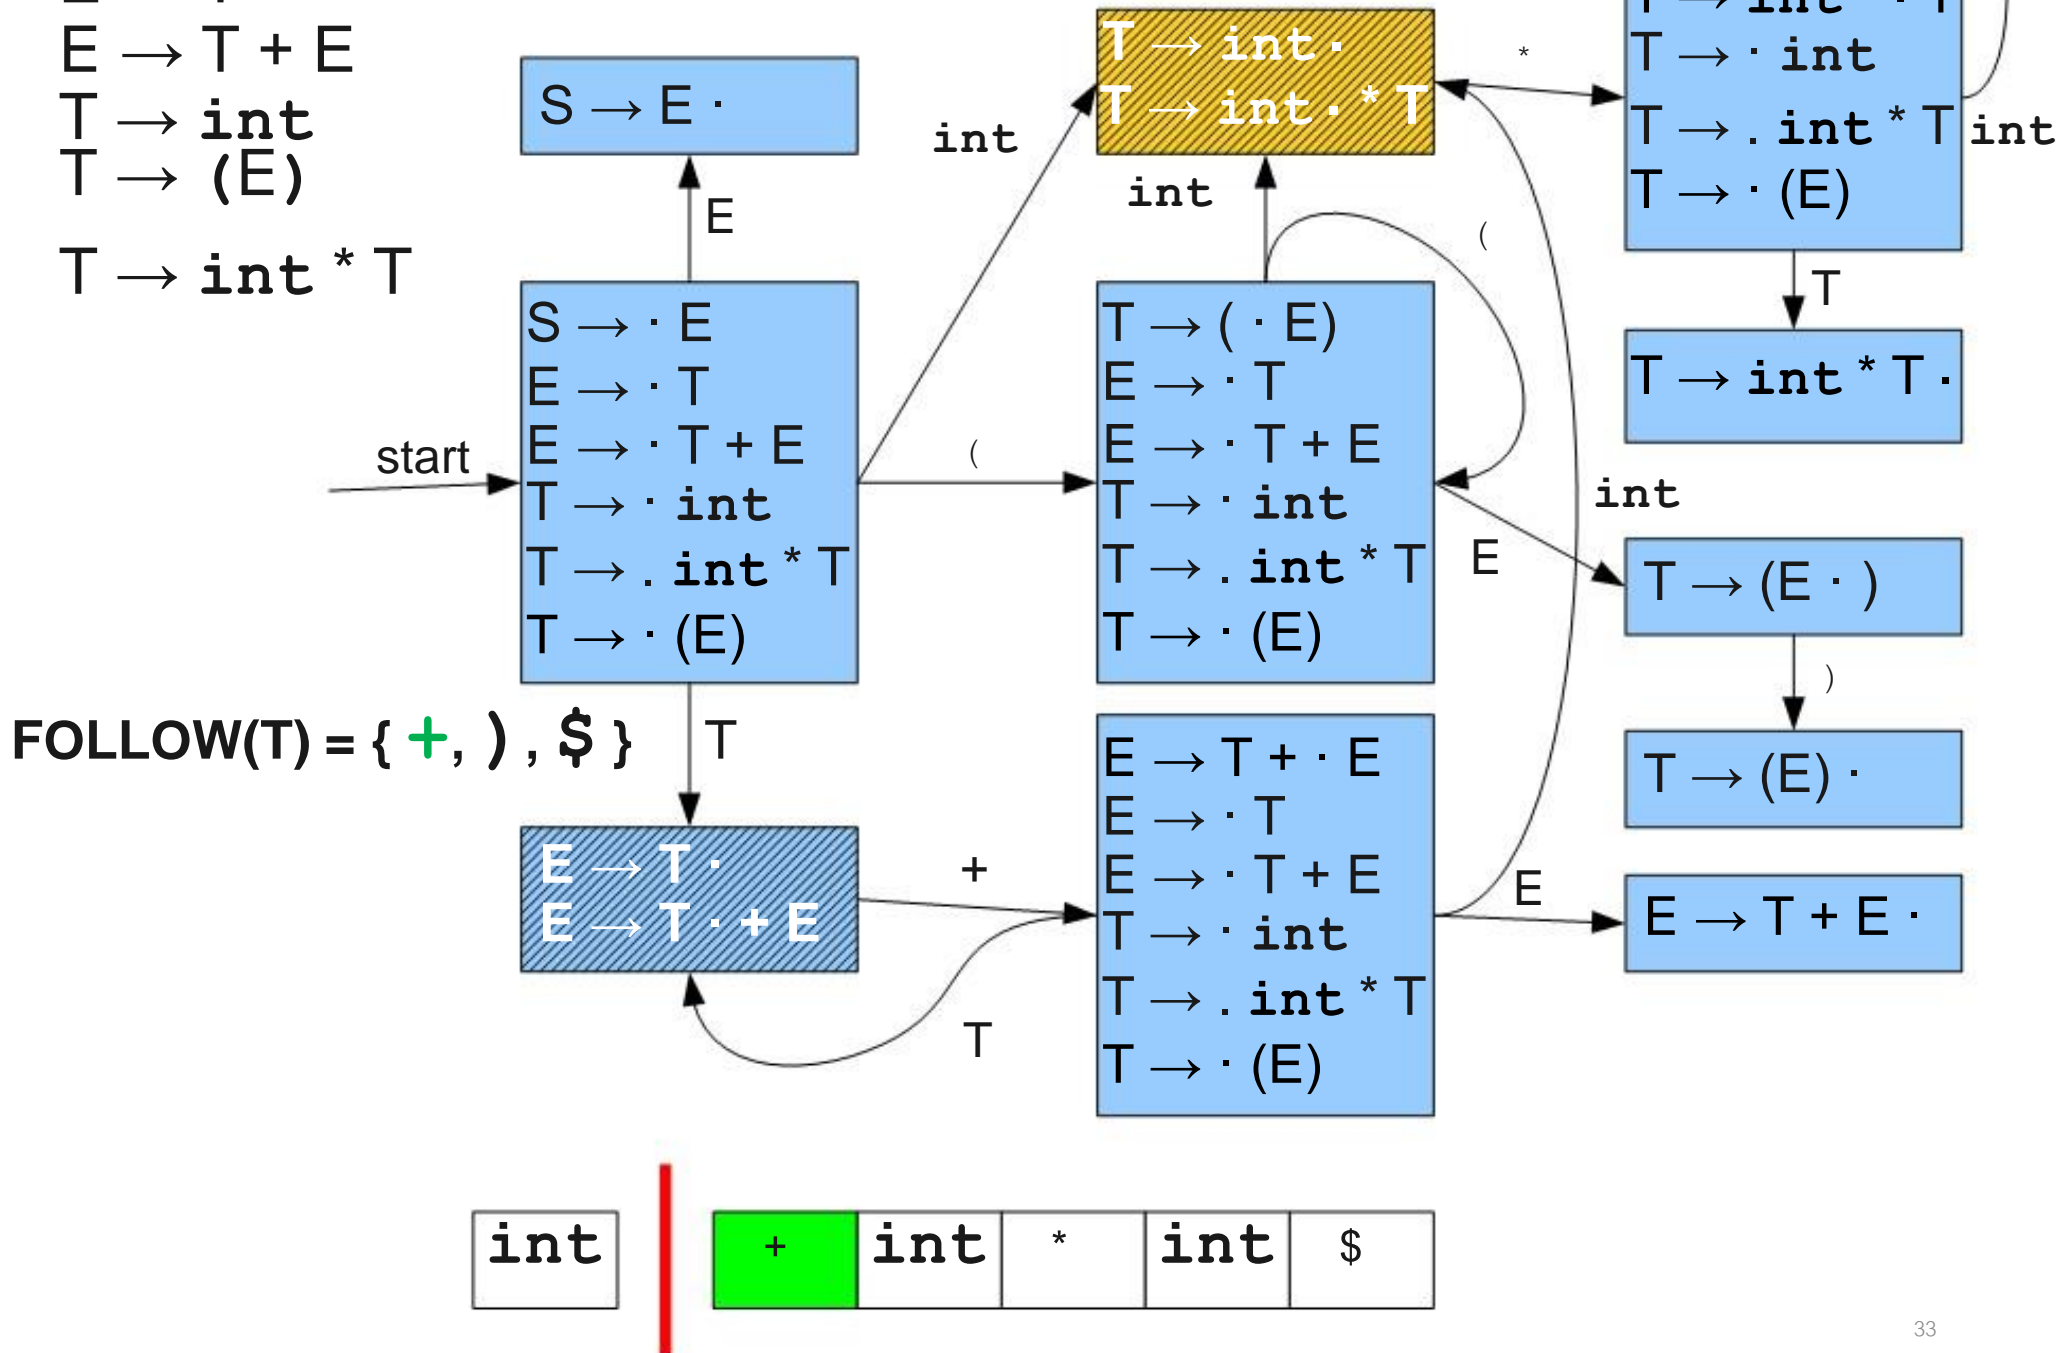 E → T + E
T → int
T → (E)
T → int * T
S → E ·
E
int
T → int ·
T → int · * T
*
T → · int
T → . int * T
T → · (E)
int
int
(
T
T → int * T ·
start
S → · E
E → · T
E → · T + E
T → · int
T → . int * T
T → · (E)
(
T → ( · E)
E → · T
E → · T + E
T → · int
T → . int * T
T → · (E)
int
E
T → (E · )
)
T → (E) ·
FOLLOW(T) = { +, ) , $ }
T
E → T ·
E → T · + E
+
T
E → T + · E
E → · T
E → · T + E
T → · int
T → . int * T
T → · (E)
E
E → T + E ·
int
+ int * int $
33